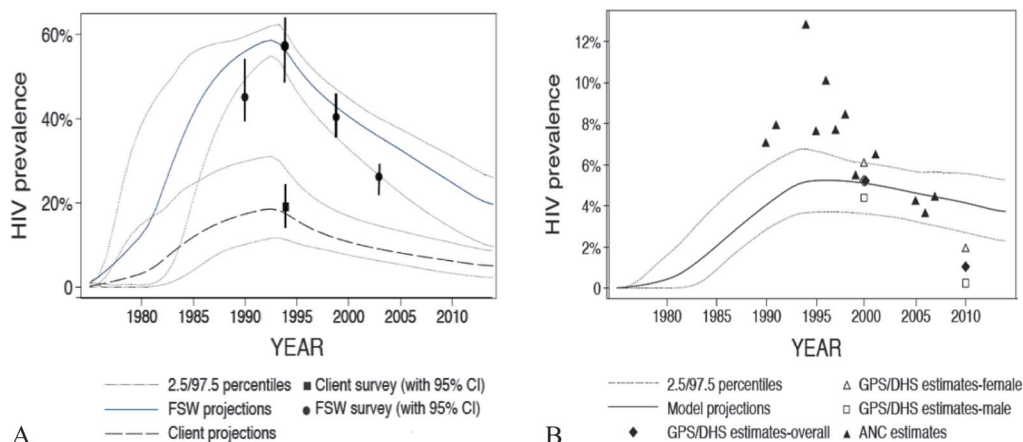 HIV prevalence
60%
40%
20%
0
1980 1985 1990 1995 2000 2005 2010
YEAR
2.5/97.5 percentiles
FSW projections
Client projections
Client survey (with 95% CI)
FSW survey (with 95% CI)
A
HIV prevalence
12%
10%
8%
6%
4%
2%
0
1980 1985 1990 1995 2000 2005 2010
YEAR
2.5/97.5 percentiles
Model projections
GPS/DHS estimates-overall
GPS/DHS estimates-female
GPS/DHS estimates-male
ANC estimates
B